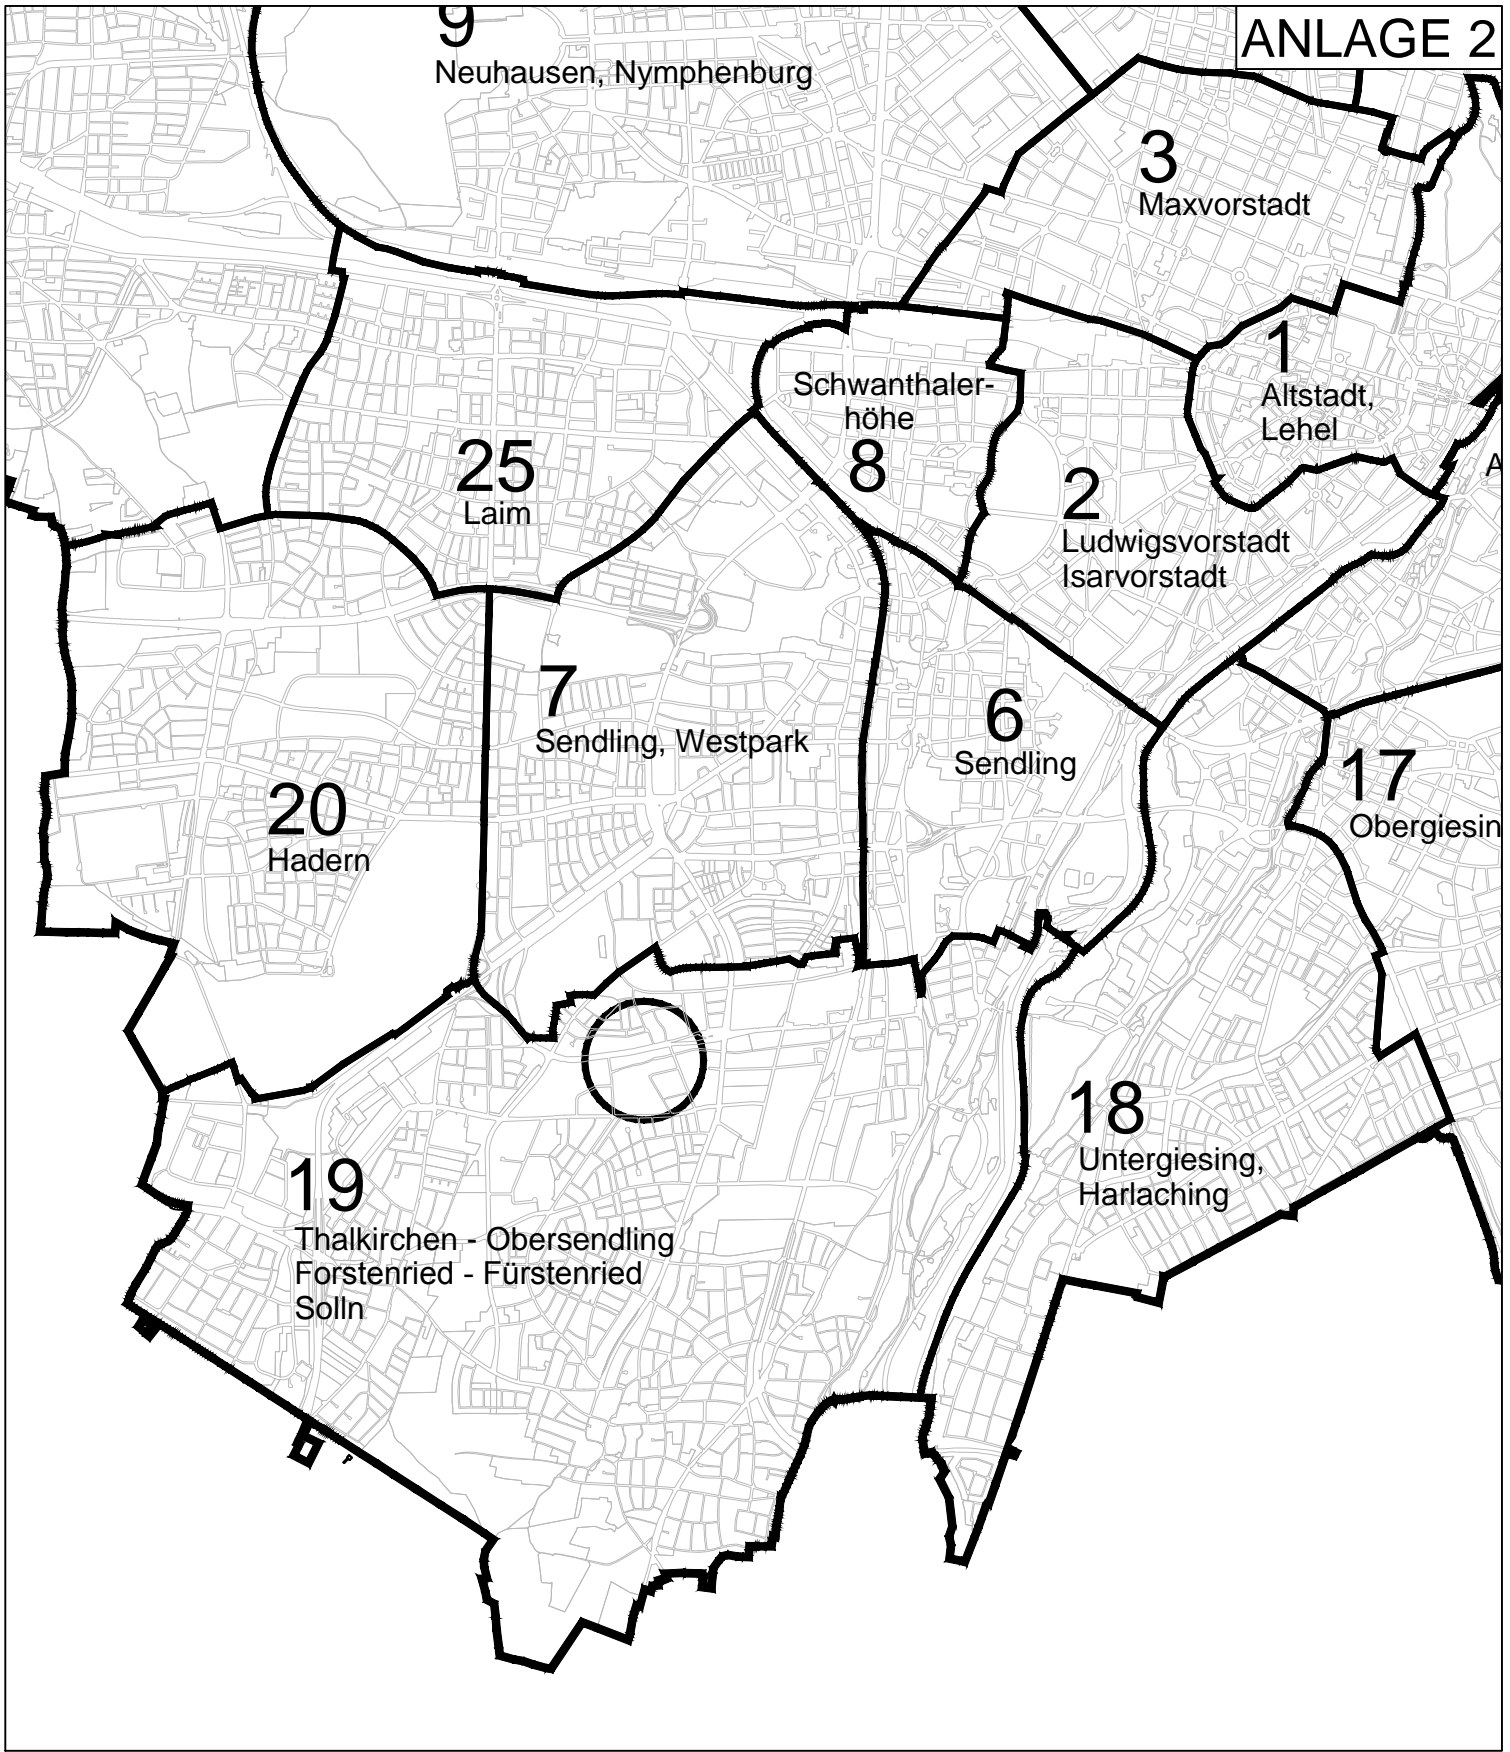 ANLAGE 2
9
Neuhausen, Nymphenburg
3
Maxvorstadt
1
Altstadt,
Lehel
Schwanthaler-
höhe
8
25
Laim
2
Ludwigsvorstadt
Isarvorstadt
A
7
Sendling, Westpark
6
Sendling
17
Obergiesin
20
Hadern
18
Untergiesing,
Harlaching
19
Thalkirchen - Obersendling
Forstenried - Fürstenried
Solln
P